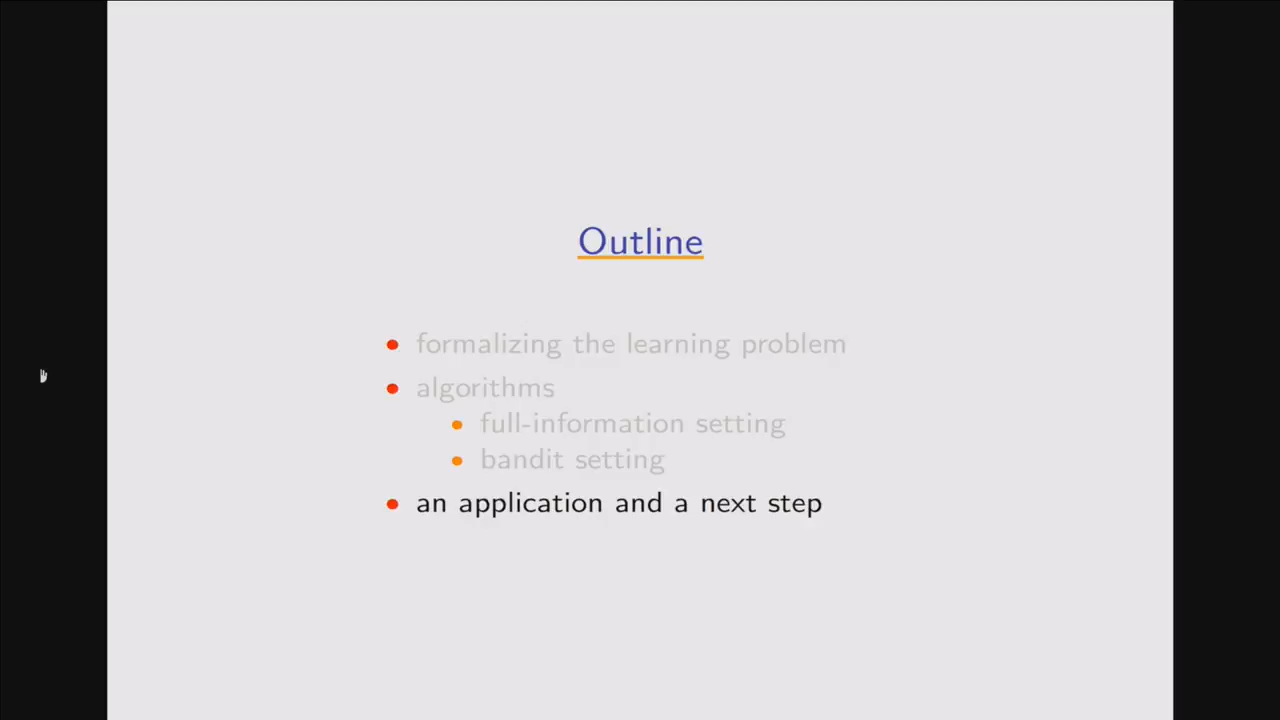 Outline
• formalizing the learning problem
• algorithms
• full-information setting
• bandit setting
• an application and a next step